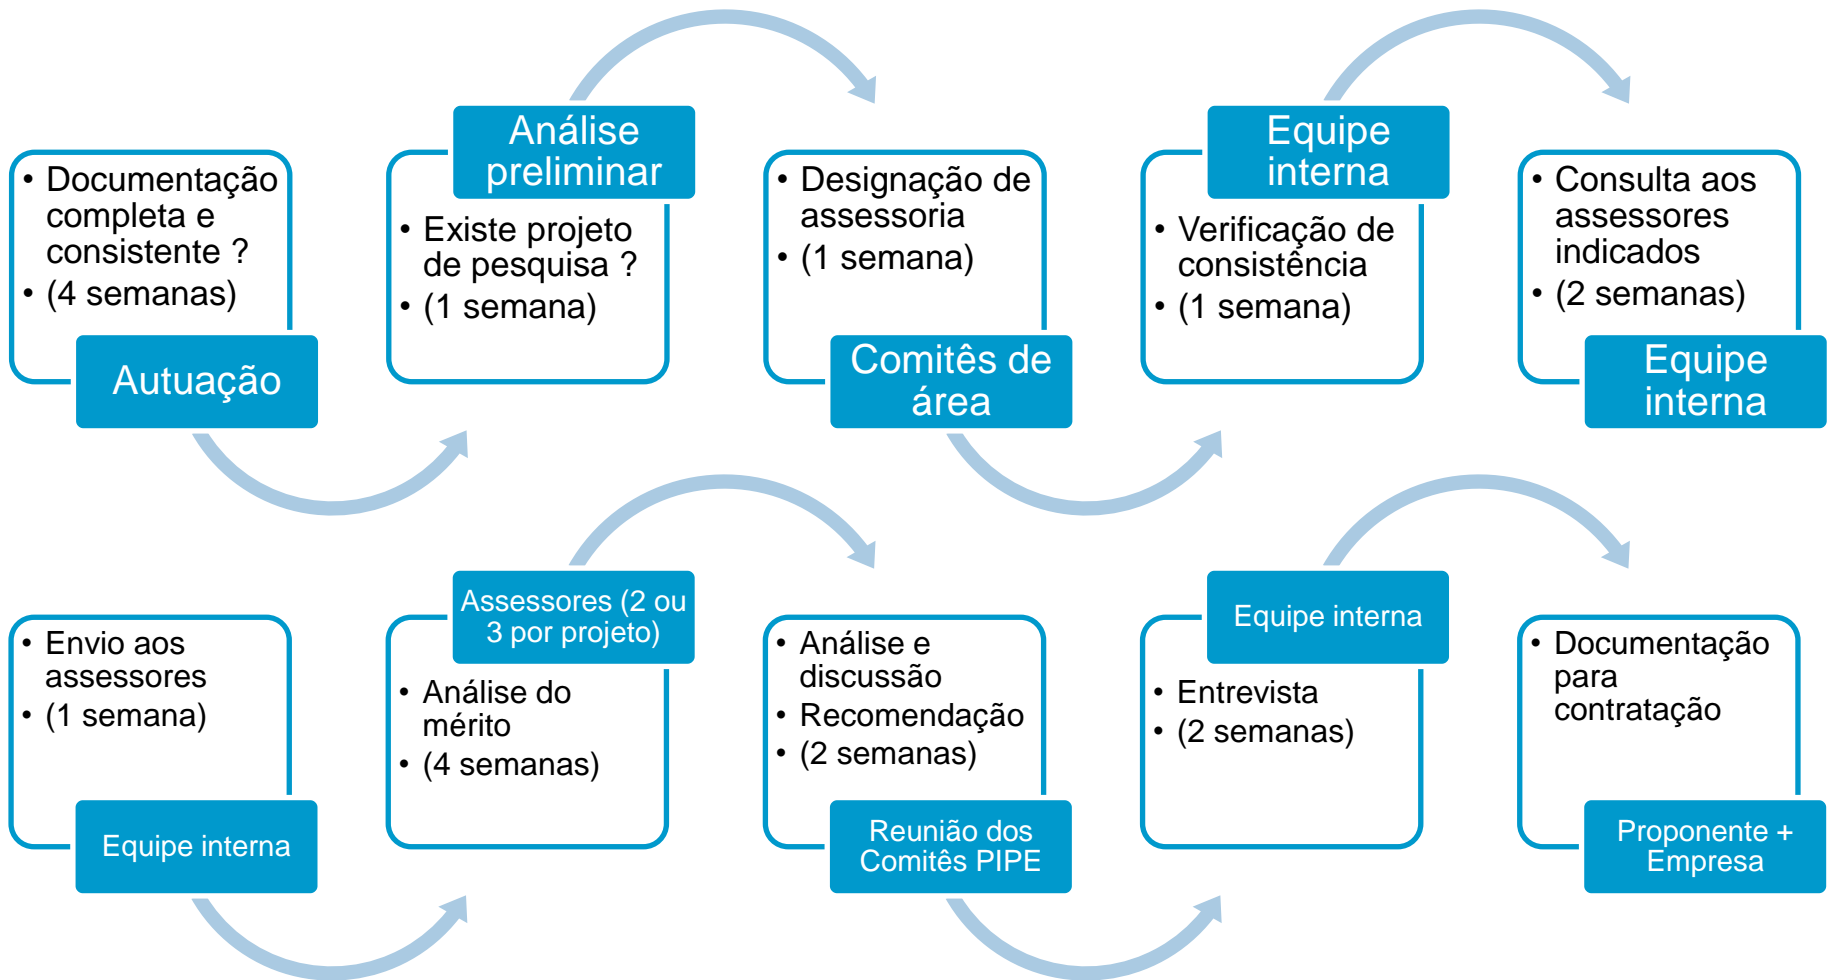 • Documentação
completa e
consistente ?
• (4 semanas)
Autuação
Análise
preliminar
• Existe projeto
de pesquisa ?
• (1 semana)
• Designação de
assessoria
• (1 semana)
Comitês de
área
Equipe
interna
• Verificação de
consistência
• (1 semana)
• Consulta aos
assessores
indicados
• (2 semanas)
Equipe
interna
• Envio aos
assessores
• (1 semana)
Equipe interna
Assessores (2 ou
3 por projeto)
• Análise do
mérito
• (4 semanas)
• Análise e
discussão
• Recomendação
• (2 semanas)
Reunião dos
Comitês PIPE
Equipe interna
• Entrevista
• (2 semanas)
• Documentação
para
contratação
Proponente +
Empresa